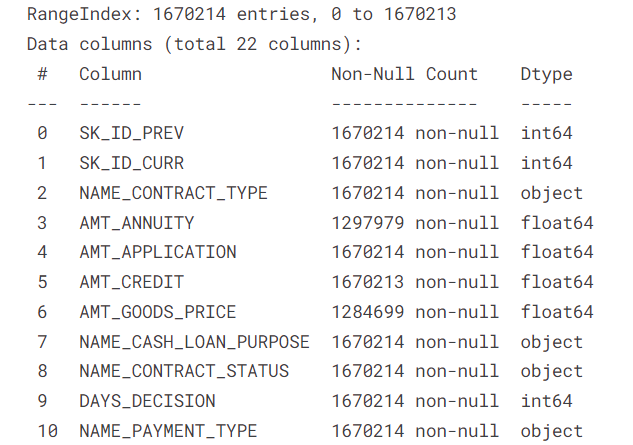 RangeIndex: 1670214 entries, 0 to 1670213
Data columns (total 22 columns):
 #   Column                  Non-Null Count    Dtype
---  ------                  --------------    -----
 0   SK_ID_PREV              1670214 non-null  int64
 1   SK_ID_CURR              1670214 non-null  int64
 2   NAME_CONTRACT_TYPE      1670214 non-null  object
 3   AMT_ANNUITY             1297979 non-null  float64
 4   AMT_APPLICATION         1670214 non-null  float64
 5   AMT_CREDIT              1670213 non-null  float64
 6   AMT_GOODS_PRICE         1284699 non-null  float64
 7   NAME_CASH_LOAN_PURPOSE  1670214 non-null  object
 8   NAME_CONTRACT_STATUS    1670214 non-null  object
 9   DAYS_DECISION           1670214 non-null  int64
 10  NAME_PAYMENT_TYPE       1670214 non-null  object